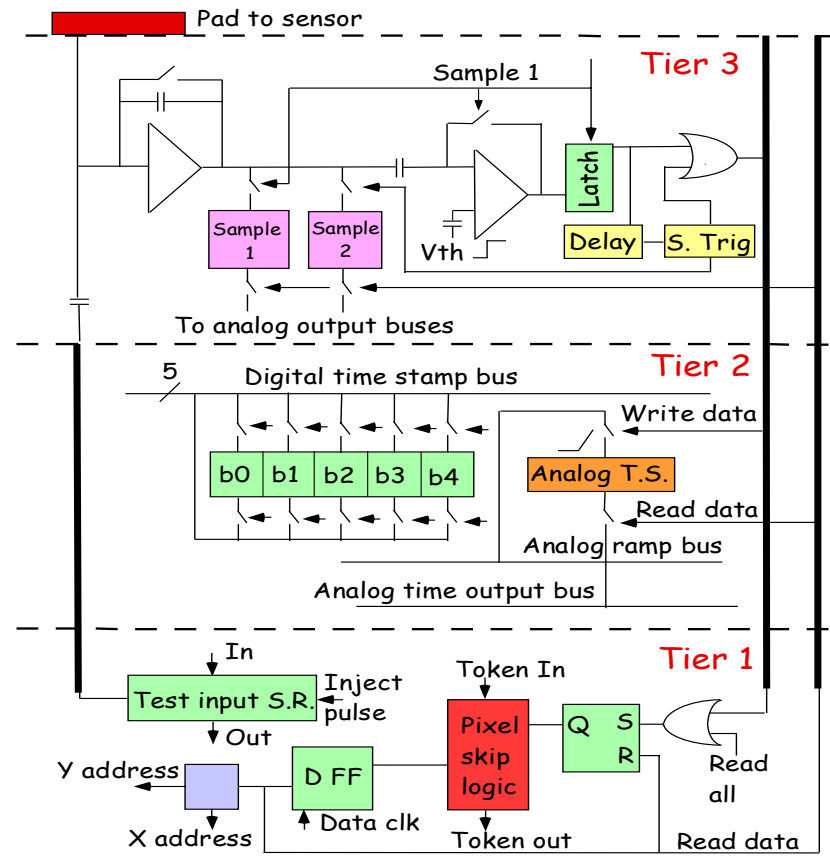 Pad to sensor
Tier 3
Sample 1
Latch
Sample
1
Sample
2
Vth
Delay
S. Trig
To analog output buses
Tier 2
5
Digital time stamp bus
Write data
b0 b1 b2 b3 b4
Analog T.S.
Read data
Analog ramp bus
Analog time output bus
Tier 1
In
Token In
Test input S.R.
Inject
pulse
Out
Pixel
skip
logic
Q S
R
Read
all
Y address
D FF
X address
Data clk
Token out
Read data